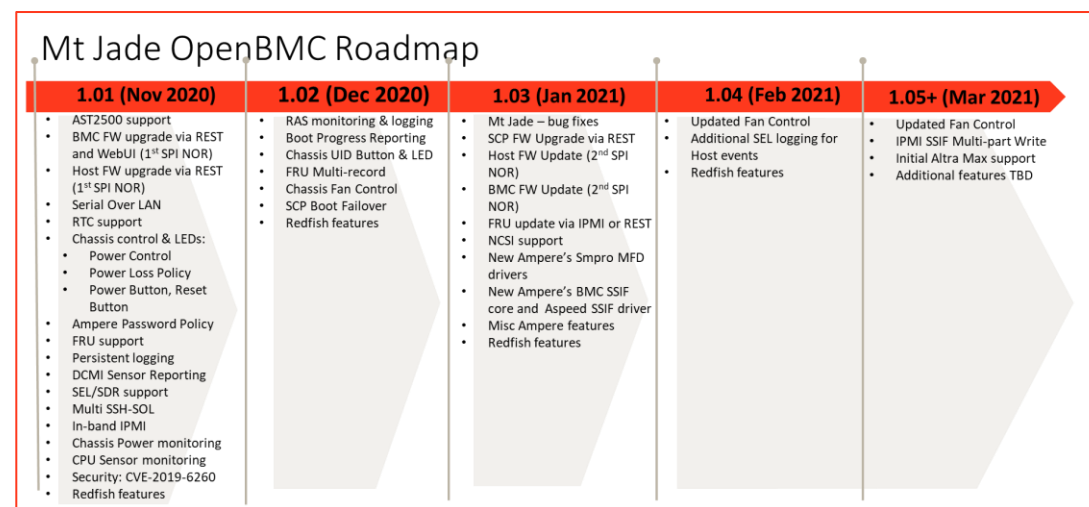 Mt Jade OpenBMC Roadmap
1.01 (Nov 2020)
• AST2500 support
• BMC FW upgrade via REST
and WebUI (1st SPI NOR)
• Host FW upgrade via REST
(1st SPI NOR)
• Serial Over LAN
• RTC support
• Chassis control & LEDs:
• Power Control
• Power Loss Policy
• Power Button, Reset
Button
• Ampere Password Policy
• FRU support
• Persistent logging
• DCMI Sensor Reporting
• SEL/SDR support
• Multi SSH-SOL
• In-band IPMI
• Chassis Power monitoring
• CPU Sensor monitoring
• Security: CVE-2019-6260
• Redfish features
1.02 (Dec 2020)
• RAS monitoring & logging
• Boot Progress Reporting
• Chassis UID Button & LED
• FRU Multi-record
• Chassis Fan Control
• SCP Boot Failover
• Redfish features
1.03 (Jan 2021)
• Mt Jade – bug fixes
• SCP FW Upgrade via REST
• Host FW Update (2nd SPI
NOR)
• BMC FW Update (2nd SPI
NOR)
• FRU update via IPMI or REST
• NCSI support
• New Ampere's Smpro MFD
drivers
• New Ampere's BMC SSIF
core and Aspeed SSIF driver
• Misc Ampere features
• Redfish features
1.04 (Feb 2021)
• Updated Fan Control
• Additional SEL logging for
Host events
• Redfish features
1.05+ (Mar 2021)
• Updated Fan Control
• IPMI SSIF Multi-part Write
• Initial Altra Max support
• Additional features TBD